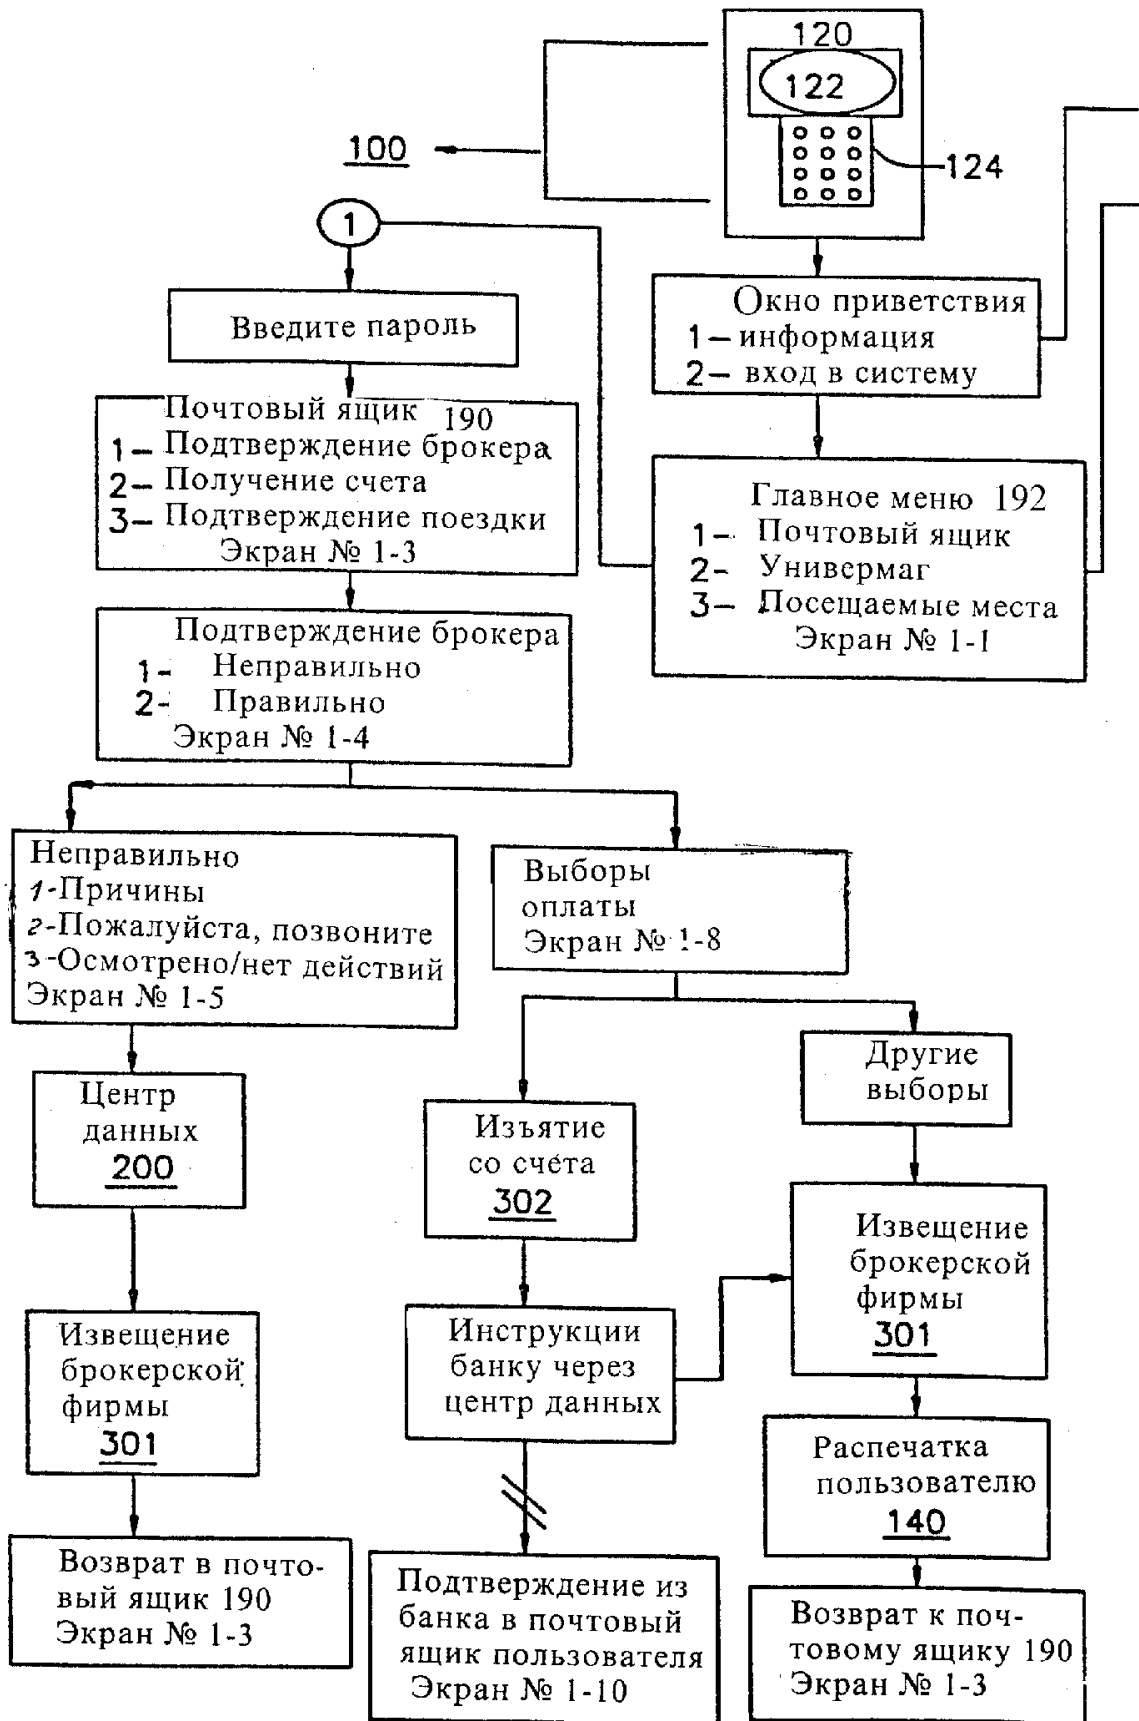 120
122
124
100
1
Окно приветствия
1– информация
2– вход в систему
Введите пароль
Почтовый ящик 190
1– Подтверждение брокера
2– Получение счета
3– Подтверждение поездки
Экран № 1-3
Главное меню 192
1- Почтовый ящик
2- Универмаг
3– Посещаемые места
Экран № 1-1
Подтверждение брокера
1- Неправильно
2- Правильно
Экран № 1-4
Неправильно
1-Причины
2-Пожалуйста, позвоните
3-Осмотрено/нет действий
Экран № 1-5
Выборы
оплаты
Экран № 1-8
Другие
выборы
Центр
данных
200
Изъятие
со счёта
302
Извещение
брокерской
фирмы
301
Извещение
брокерской
фирмы
301
Инструкции
банку через
центр данных
Распечатка
пользователю
140
Возврат в почто-
вый ящик 190
Экран № 1-3
Подтверждение из
банка в почтовый
ящик пользователя
Экран № 1-10
Возврат к поч-
товому ящику 190
Экран № 1-3